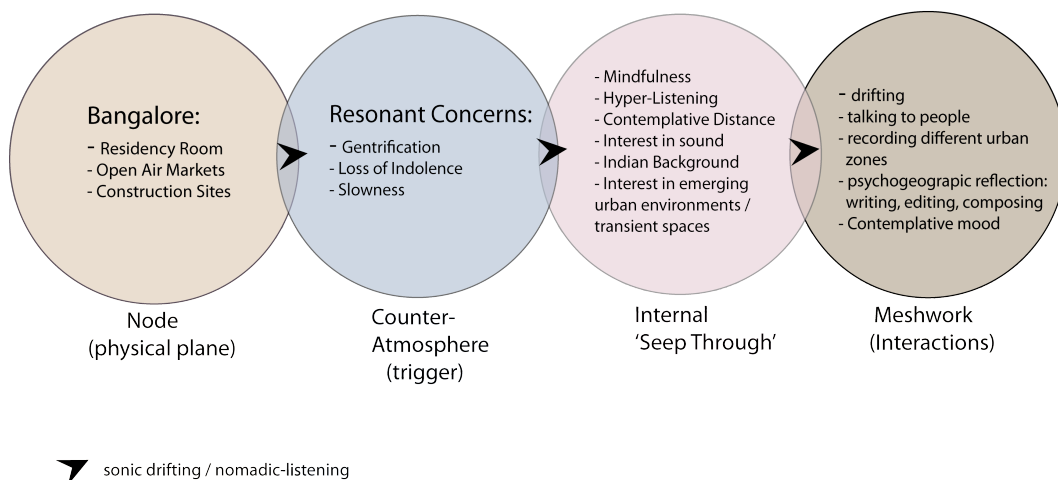 Bangalore:
- Residency Room
- Open Air Markets
- Construction Sites
Node
(physical plane)
Resonant Concerns:
- Gentrification
- Loss of Indolence
- Slowness
Counter-
Atmosphere
(trigger)
- Mindfulness
- Hyper-Listening
- Contemplative Distance
- Interest in sound
- Indian Background
- Interest in emerging
urban environments /
transient spaces
Internal
‘Seep Through’
- drifting
- talking to people
- recording different urban
zones
- psychogeograpic reflection:
writing, editing, composing
- Contemplative mood
Meshwork
(Interactions)
sonic drifting / nomadic-listening